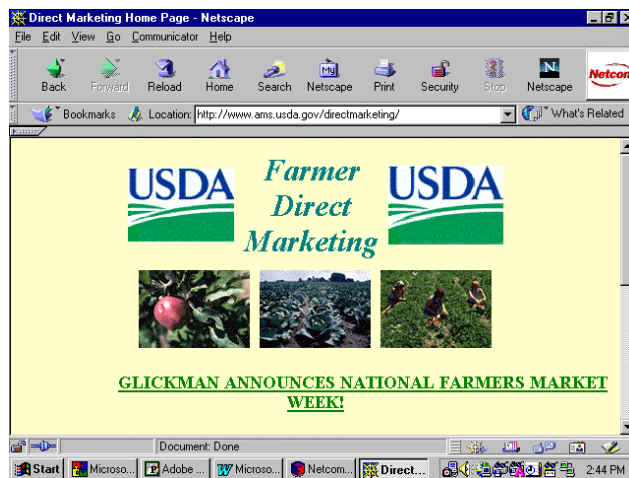 Direct Marketing Home Page - Netscape
File Edit View Go Communicator Help
Back Forward Reload Home Search Netscape Print Security Stop Netscape
My
N
Netcom
Bookmarks Location: http://www.ams.usda.gov/directmarketing/ What's Related
USDA
Farmer
Direct
Marketing
USDA
GLICKMAN ANNOUNCES NATIONAL FARMERS MARKET
WEEK!
Document: Done
Start Microso... Adobe ... Microso... Netcom... Direct... 2:44 PM